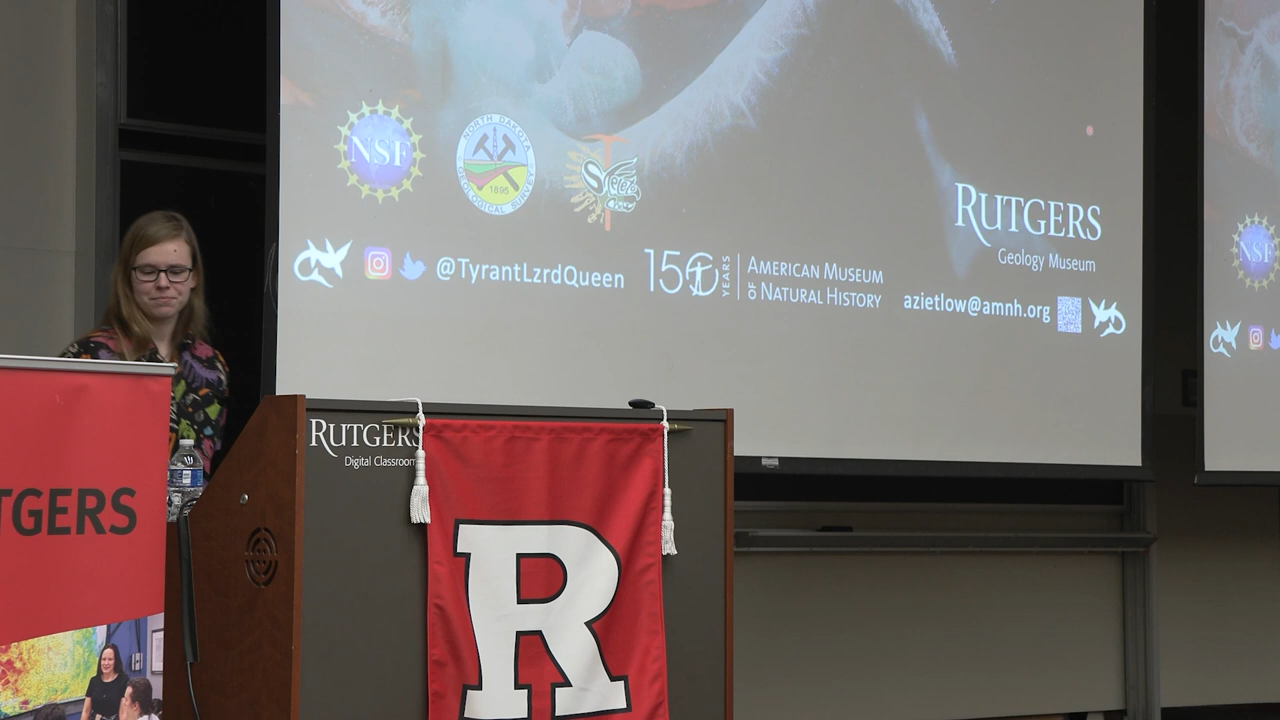 NSF
NORTH DAKOTA
GEOLOGICAL SURVEY
1895
RUTGERS
Geology Museum
@TyrantLzrdQueen
150 YEARS
AMERICAN MUSEUM
OF NATURAL HISTORY
azietlow@amnh.org
NSF
RUTGERS
Digital Classroom
TGERS
R